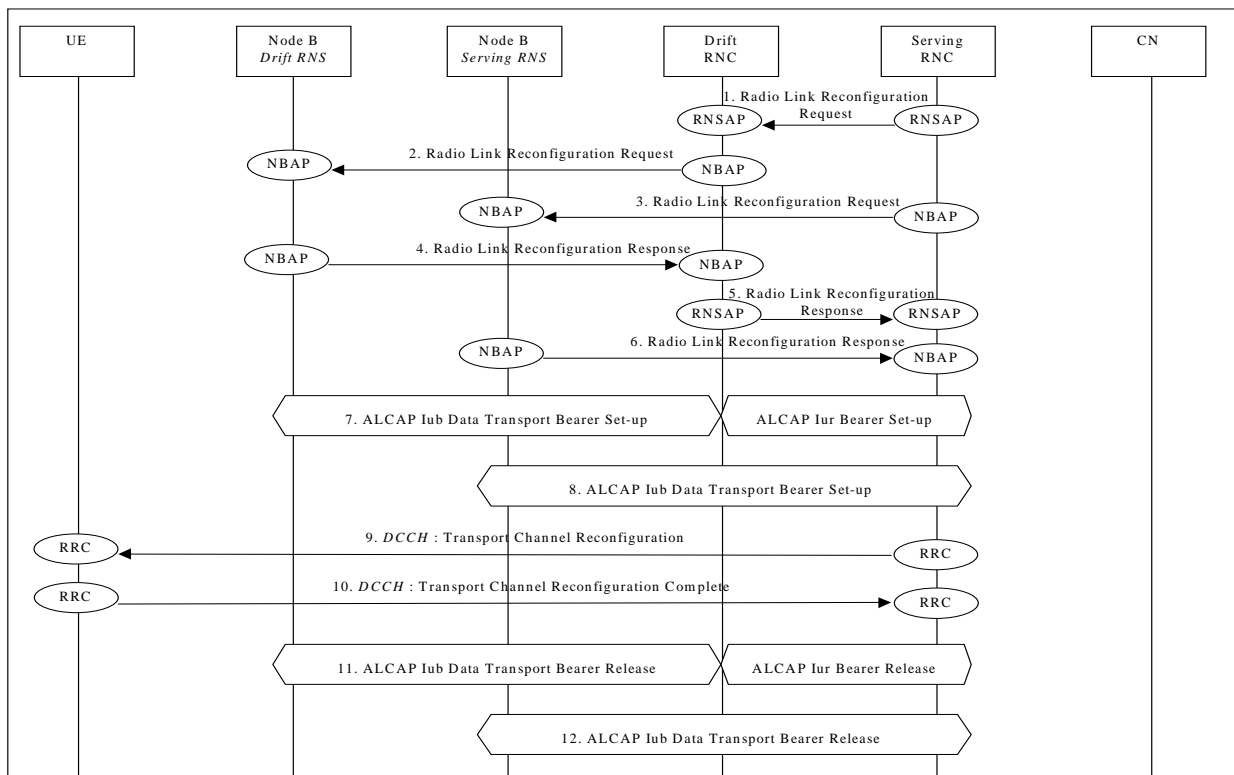 UE
Node B
Drift RNS
Node B
Serving RNS
Drift
RNC
Serving
RNC
CN
1. Radio Link Reconfiguration
Request
RNSAP
RNSAP
2. Radio Link Reconfiguration Request
NBAP
NBAP
3. Radio Link Reconfiguration Request
NBAP
NBAP
4. Radio Link Reconfiguration Response
NBAP
NBAP
5. Radio Link Reconfiguration
Response
RNSAP
RNSAP
6. Radio Link Reconfiguration Response
NBAP
NBAP
7. ALCAP Iub Data Transport Bearer Set-up
ALCAP Iur Bearer Set-up
8. ALCAP Iub Data Transport Bearer Set-up
9. DCCH : Transport Channel Reconfiguration
RRC
RRC
10. DCCH : Transport Channel Reconfiguration Complete
RRC
RRC
11. ALCAP Iub Data Transport Bearer Release
ALCAP Iur Bearer Release
12. ALCAP Iub Data Transport Bearer Release